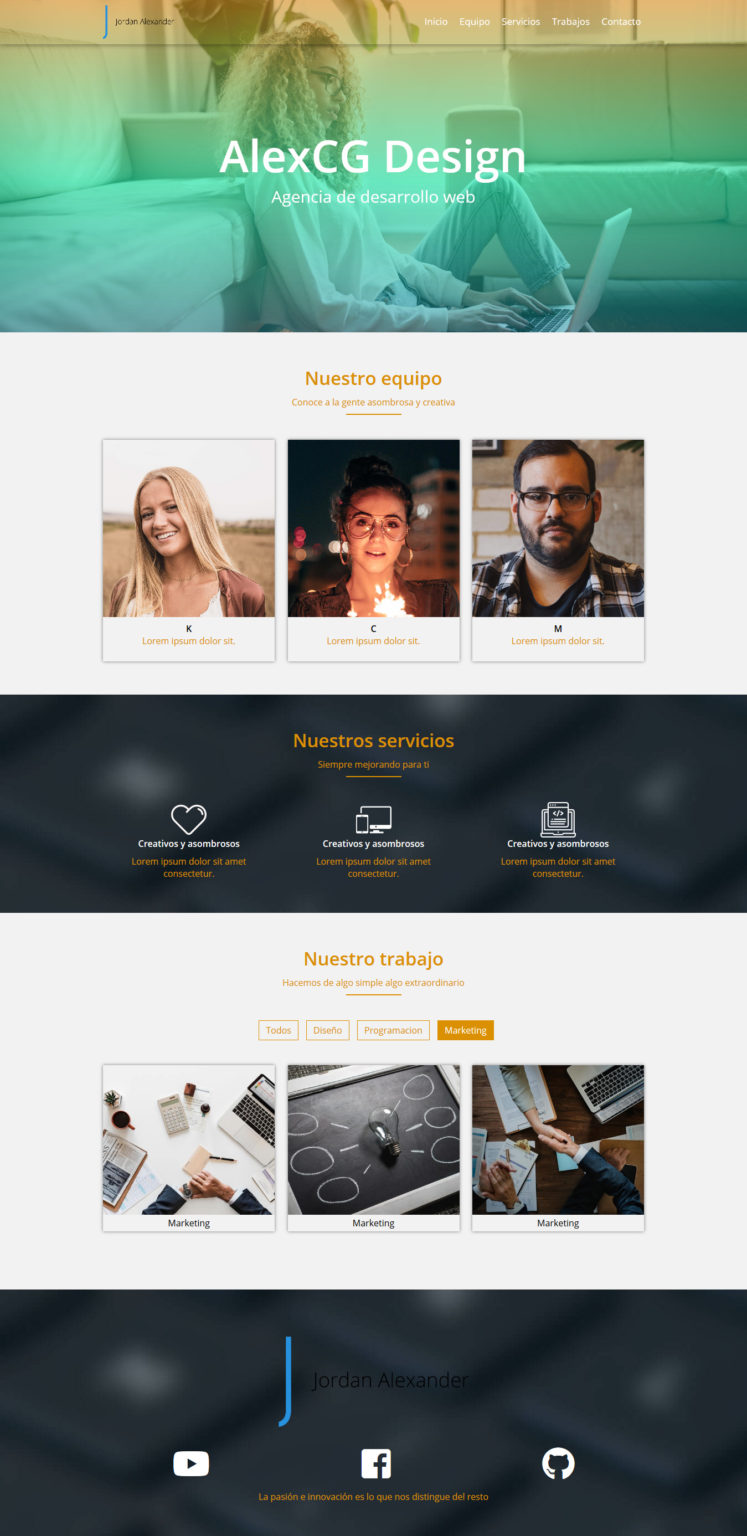 Jordan Alexander
Inicio Equipo Servicios Trabajos Contacto
AlexCG Design
Agencia de desarrollo web
Nuestro equipo
Conoce a la gente asombrosa y creativa
K
Lorem ipsum dolor sit.
C
Lorem ipsum dolor sit.
M
Lorem ipsum dolor sit.
Nuestros servicios
Siempre mejorando para ti
Creativos y asombrosos
Lorem ipsum dolor sit amet
consectetur.
Creativos y asombrosos
Lorem ipsum dolor sit amet
consectetur.
Creativos y asombrosos
Lorem ipsum dolor sit amet
consectetur.
Nuestro trabajo
Hacemos de algo simple algo extraordinario
Todos Diseño Programacion Marketing
Marketing
Marketing
Marketing
Jordan Alexander
La pasión e innovación es lo que nos distingue del resto